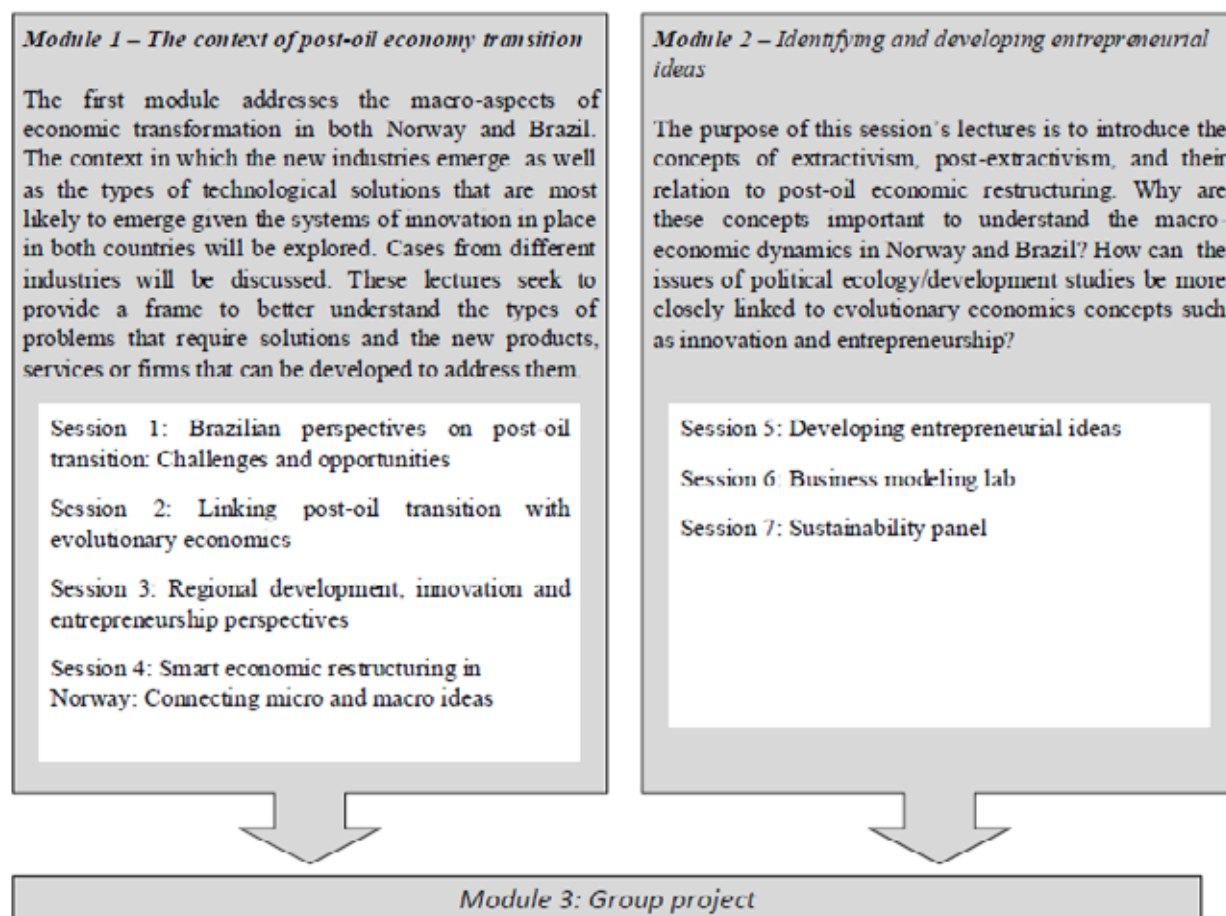 Module 1 – The context of post-oil economy transition
The first module addresses the macro-aspects of
economic transformation in both Norway and Brazil.
The context in which the new industries emerge as well
as the types of technological solutions that are most
likely to emerge given the systems of innovation in place
in both countries will be explored. Cases from different
industries will be discussed. These lectures seek to
provide a frame to better understand the types of
problems that require solutions and the new products,
services or firms that can be developed to address them.
Session 1: Brazilian perspectives on post-oil
transition: Challenges and opportunities
Session 2: Linking post-oil transition with
evolutionary economics
Session 3: Regional development, innovation and
entrepreneurship perspectives
Session 4: Smart economic restructuring in
Norway: Connecting micro and macro ideas
Module 2 – Identifying and developing entrepreneurial
ideas
The purpose of this session´s lectures is to introduce the
concepts of extractivism, post-extractivism, and their
relation to post-oil economic restructuring. Why are
these concepts important to understand the macro-
economic dynamics in Norway and Brazil? How can the
issues of political ecology/development studies be more
closely linked to evolutionary economics concepts such
as innovation and entrepreneurship?
Session 5: Developing entrepreneurial ideas
Session 6: Business modeling lab
Session 7: Sustainability panel
Module 3: Group project